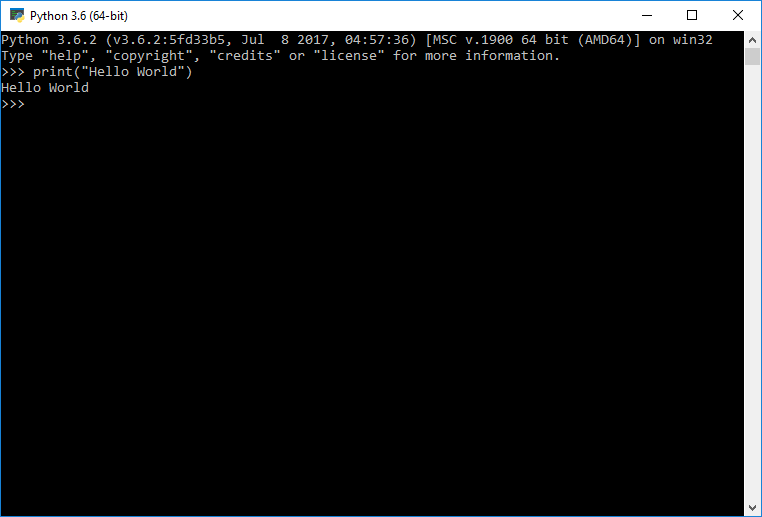 Python 3.6 (64-bit)
Python 3.6.2 (v3.6.2:5fd33b5, Jul  8 2017, 04:57:36) [MSC v.1900 64 bit (AMD64)] on win32
Type "help", "copyright", "credits" or "license" for more information.
>>> print("Hello World")
Hello World
>>>